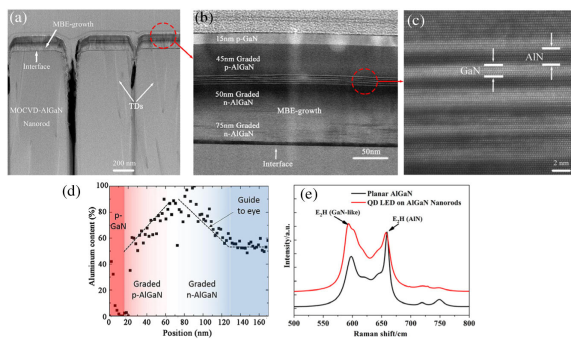 (a)
MBE-growth
Interface
MOCVD-AlGaN
Nanorod
TDs
200 nm
(b)
15nm p-GaN
45nm Graded
p-AlGaN
50nm Graded
n-AlGaN
MBE-growth
75nm Graded
n-AlGaN
50nm
Interface
(c)
AlN
GaN
2 nm
(d)
100
80
60
40
20
0
Aluminum content (%)
p-
GaN
Guide
to eye
Graded
p-AlGaN
Graded
n-AlGaN
0 20 40 60 80 100 120 140 160
Position (nm)
(e)
Planar AlGaN
QD LED on AlGaN Nanorods
E₂H (GaN-like)
E₂H (AlN)
Intensity/a.u.
500 550 600 650 700 750 800
Raman shift/cm